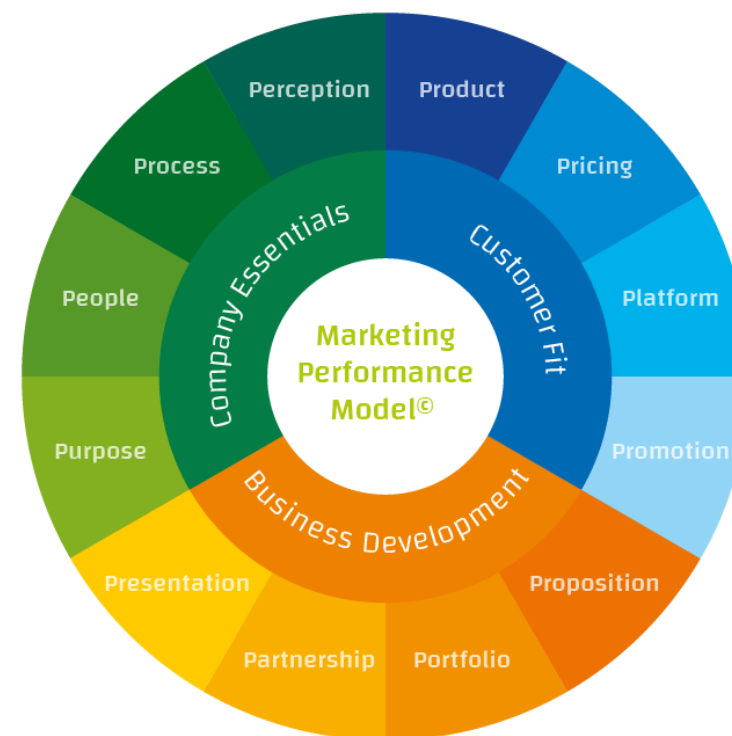 Marketing
Performance
Model©
Customer Fit
Business Development
Company Essentials
Product
Pricing
Platform
Promotion
Proposition
Portfolio
Partnership
Presentation
Purpose
People
Process
Perception